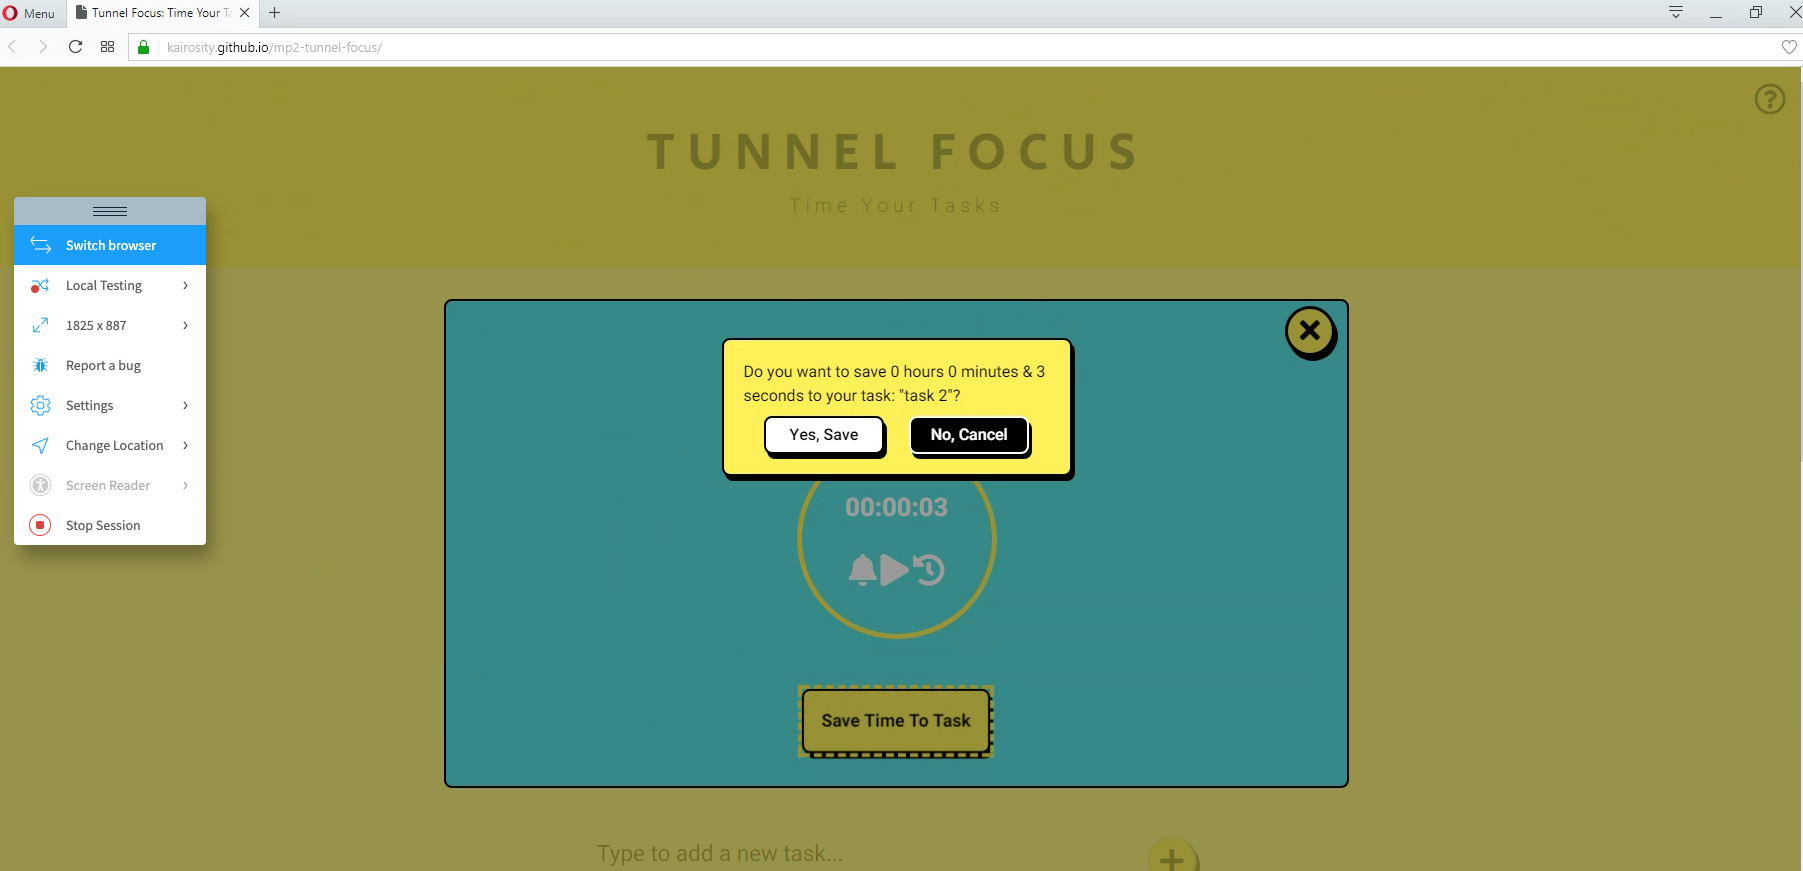 Menu
Tunnel Focus: Time Your T
kairosity.github.io/mp2-tunnel-focus/
TUNNEL FOCUS
Time Your Tasks
Switch browser
Local Testing
1825 x 887
Report a bug
Settings
Change Location
Screen Reader
Stop Session
Do you want to save 0 hours 0 minutes & 3
seconds to your task: "task 2"?
Yes, Save
No, Cancel
00:00:03
Save Time To Task
Type to add a new task...